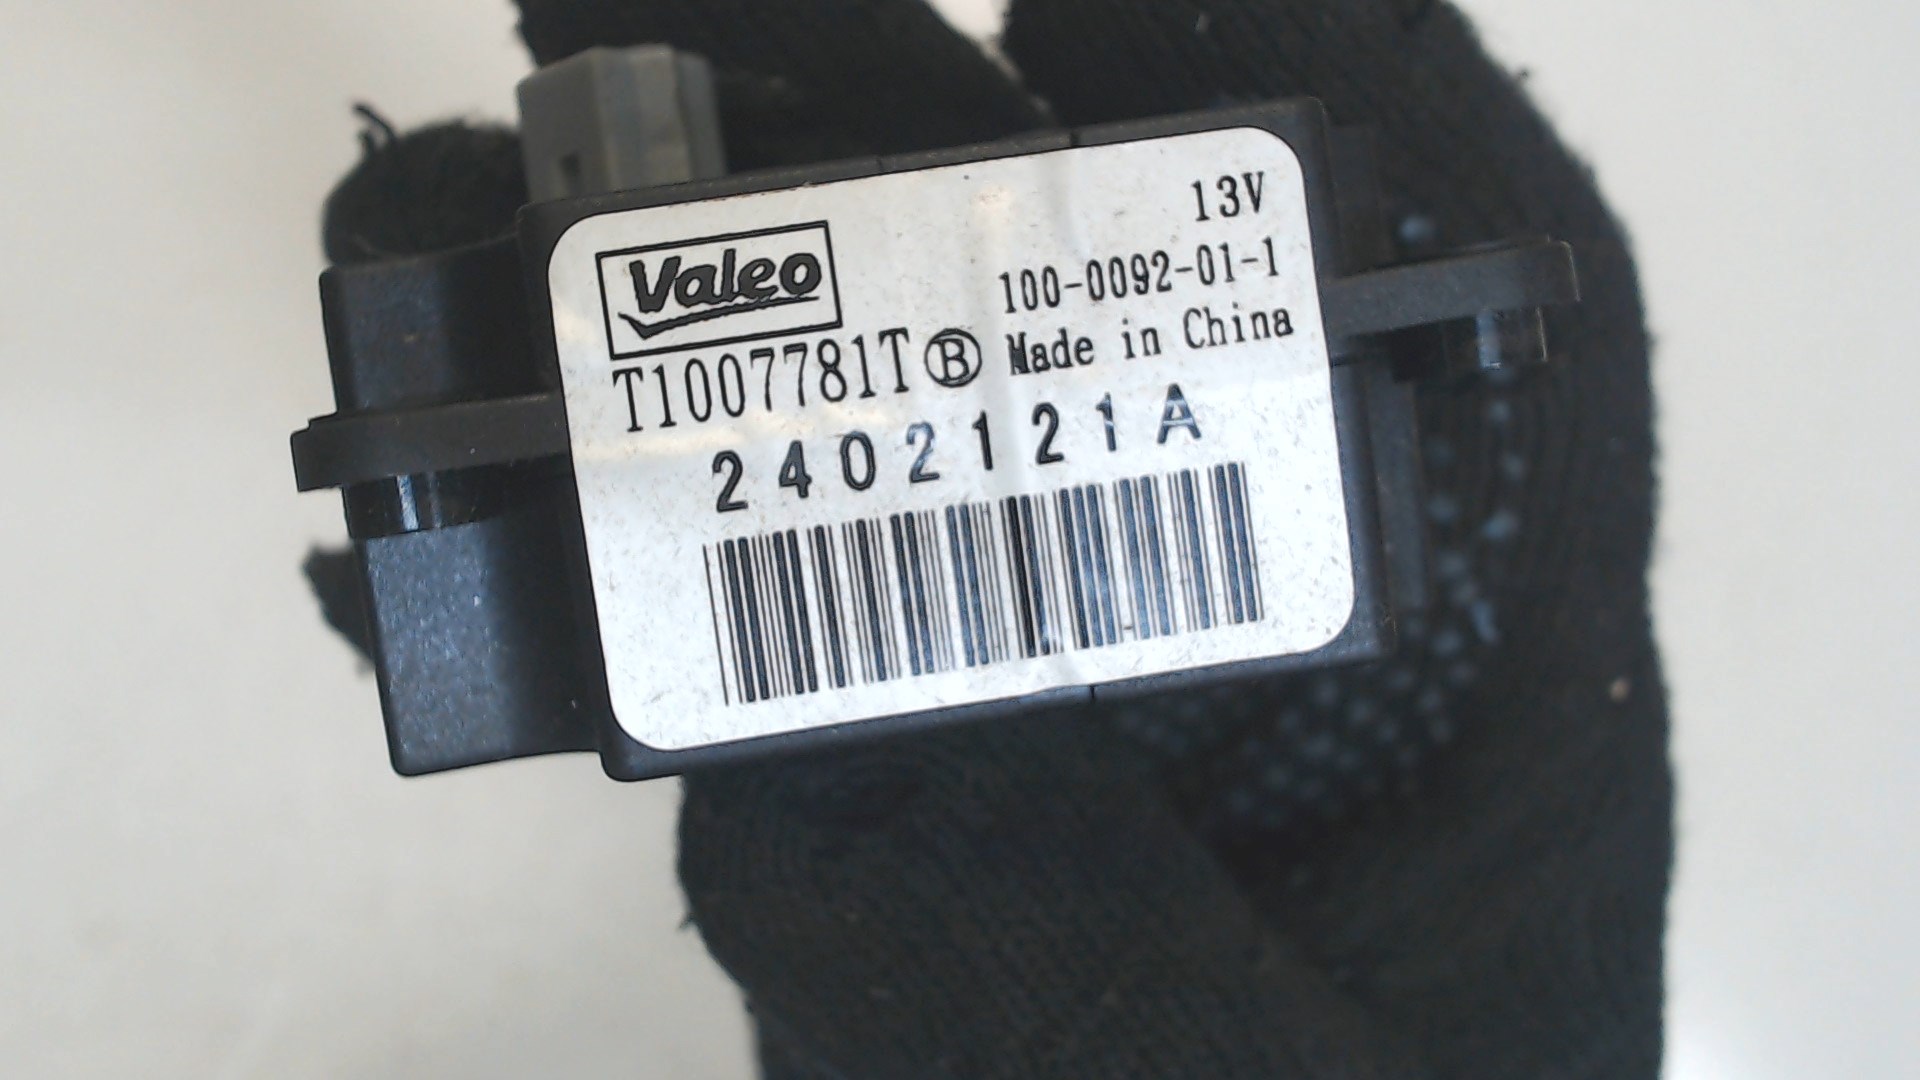 13V
Valeo
100-0092-01-1
T1007781T Ⓑ Made in China
2402121A